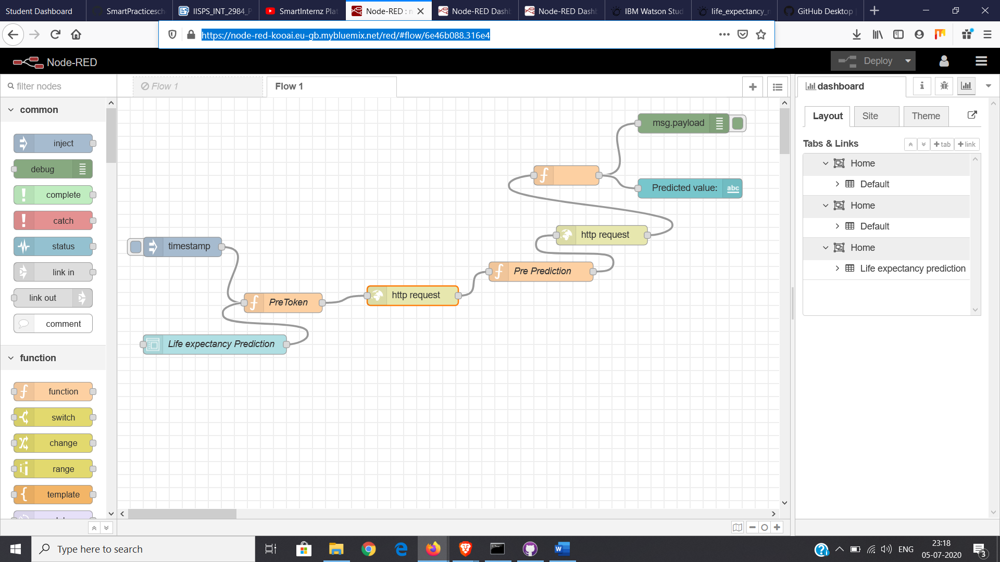 Student Dashboard
SmartPracticesch
IISPS_INT_2984_P
SmartInternz Plat
Node-RED : n
Node-RED Dashb
Node-RED Dashb
IBM Watson Stud
life_expectancy_n
GitHub Desktop
https://node-red-kooai.eu-gb.mybluemix.net/red/#flow/6e46b088.316e4
Node-RED
Deploy
filter nodes
Flow 1
Flow 1
dashboard
common
inject
debug
complete
catch
status
link in
link out
comment
function
function
switch
change
range
template
msg.payload
Predicted value:
abc
http request
timestamp
Pre Prediction
http request
PreToken
Life expectancy Prediction
Layout
Site
Theme
Tabs & Links
tab
link
Home
Default
Home
Default
Home
Life expectancy prediction
Type here to search
ENG
23:18
05-07-2020
3